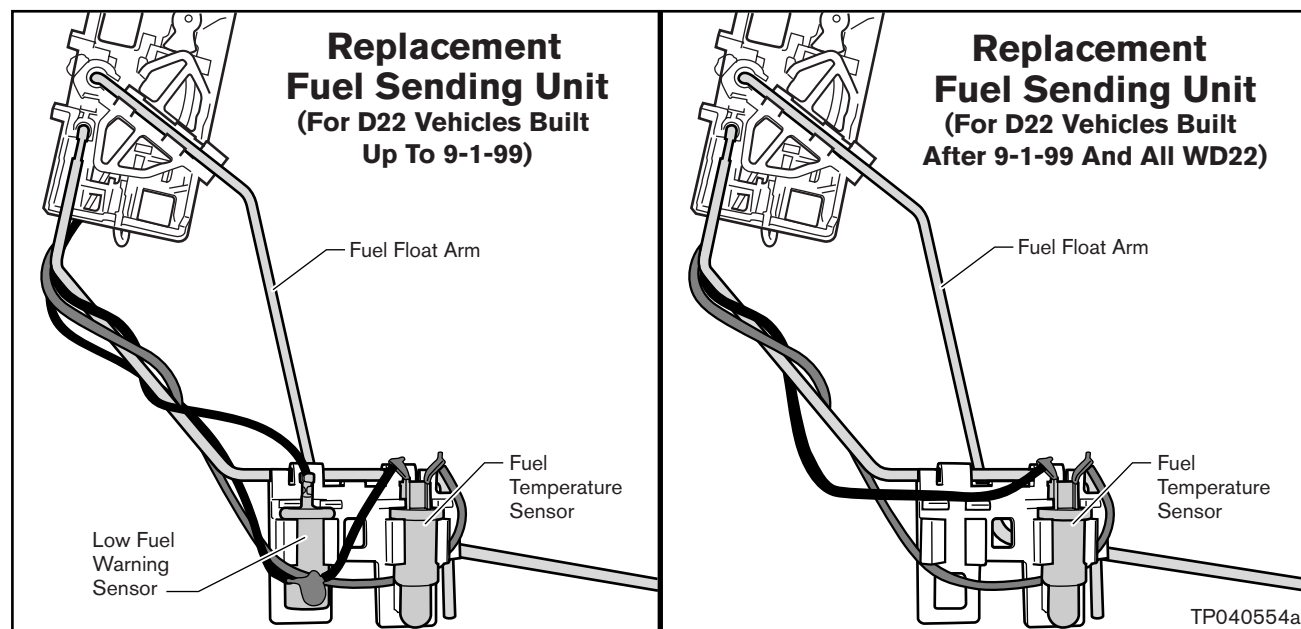 Replacement
Fuel Sending Unit
(For D22 Vehicles Built
Up To 9-1-99)
Fuel Float Arm
Fuel
Temperature
Sensor
Low Fuel
Warning
Sensor
Replacement
Fuel Sending Unit
(For D22 Vehicles Built
After 9-1-99 And All WD22)
Fuel Float Arm
Fuel
Temperature
Sensor
TP040554a